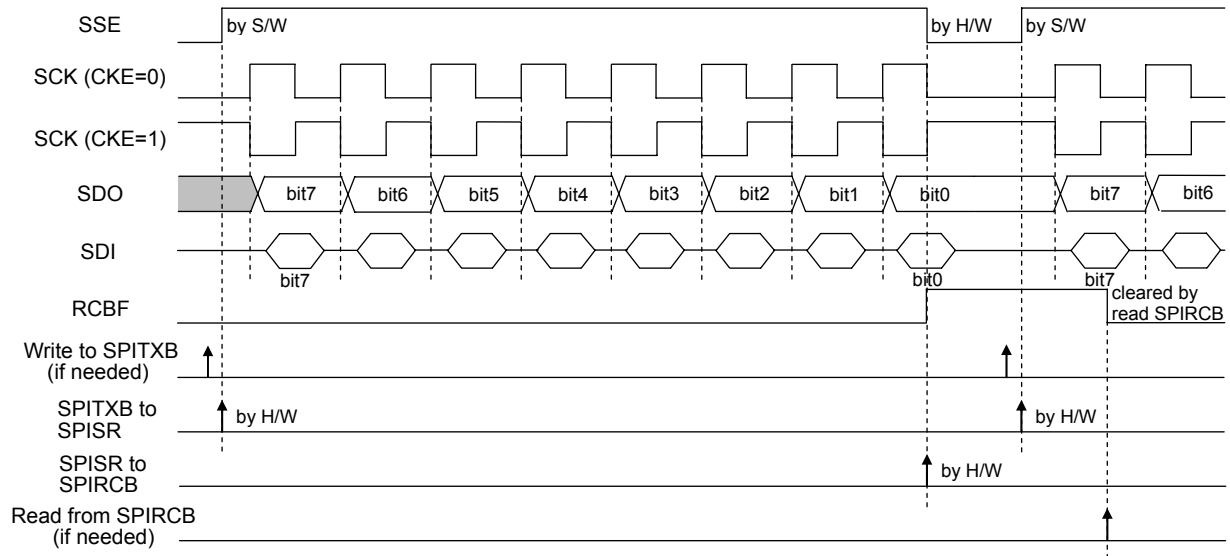 SSE
by S/W
by H/W
by S/W
SCK (CKE=0)
SCK (CKE=1)
SDO
bit7
bit6
bit5
bit4
bit3
bit2
bit1
bit0
bit7
bit6
SDI
bit7
bit0
bit7
RCBF
cleared by
read SPIRCB
Write to SPITXB
(if needed)
SPITXB to
SPISR
by H/W
by H/W
SPISR to
SPIRCB
by H/W
Read from SPIRCB
(if needed)